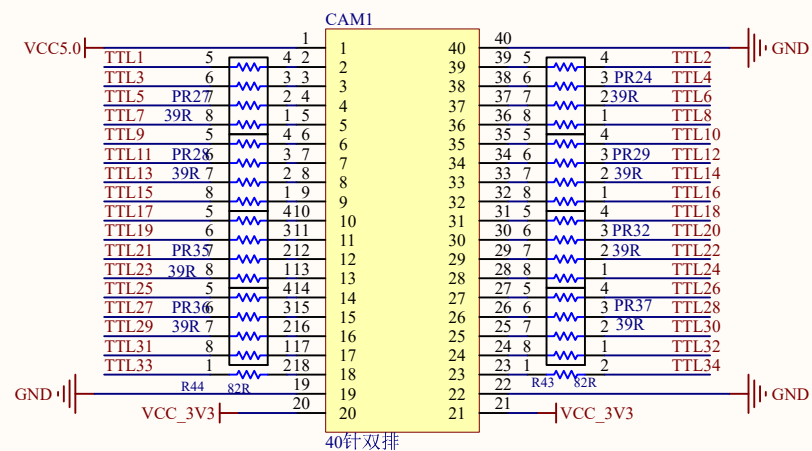 CAM1
VCC5.0 1 1 40 40 GND
TTL1 5 4 2 2 39 39 5 4 TTL2
TTL3 6 3 3 3 38 38 6 3 PR24 TTL4
TTL5 PR27 7 2 4 4 37 37 7 2 39R TTL6
TTL7 39R 8 1 5 5 36 36 8 1 TTL8
TTL9 5 4 6 6 35 35 5 4 TTL10
TTL11 PR28 6 3 7 7 34 34 6 3 PR29 TTL12
TTL13 39R 7 2 8 8 33 33 7 2 39R TTL14
TTL15 8 1 9 9 32 32 8 1 TTL16
TTL17 5 4 10 10 31 31 5 4 TTL18
TTL19 6 3 11 11 30 30 6 3 PR32 TTL20
TTL21 PR35 7 2 12 12 29 29 7 2 39R TTL22
TTL23 39R 8 1 13 13 28 28 8 1 TTL24
TTL25 5 4 14 14 27 27 5 4 TTL26
TTL27 PR36 6 3 15 15 26 26 6 3 PR37 TTL28
TTL29 39R 7 2 16 16 25 25 7 2 39R TTL30
TTL31 8 1 17 17 24 24 8 1 TTL32
TTL33 1 2 18 18 23 23 1 2 TTL34
R44 82R R43 82R
GND 19 19 22 22 GND
VCC_3V3 20 20 21 21 VCC_3V3
40针双排